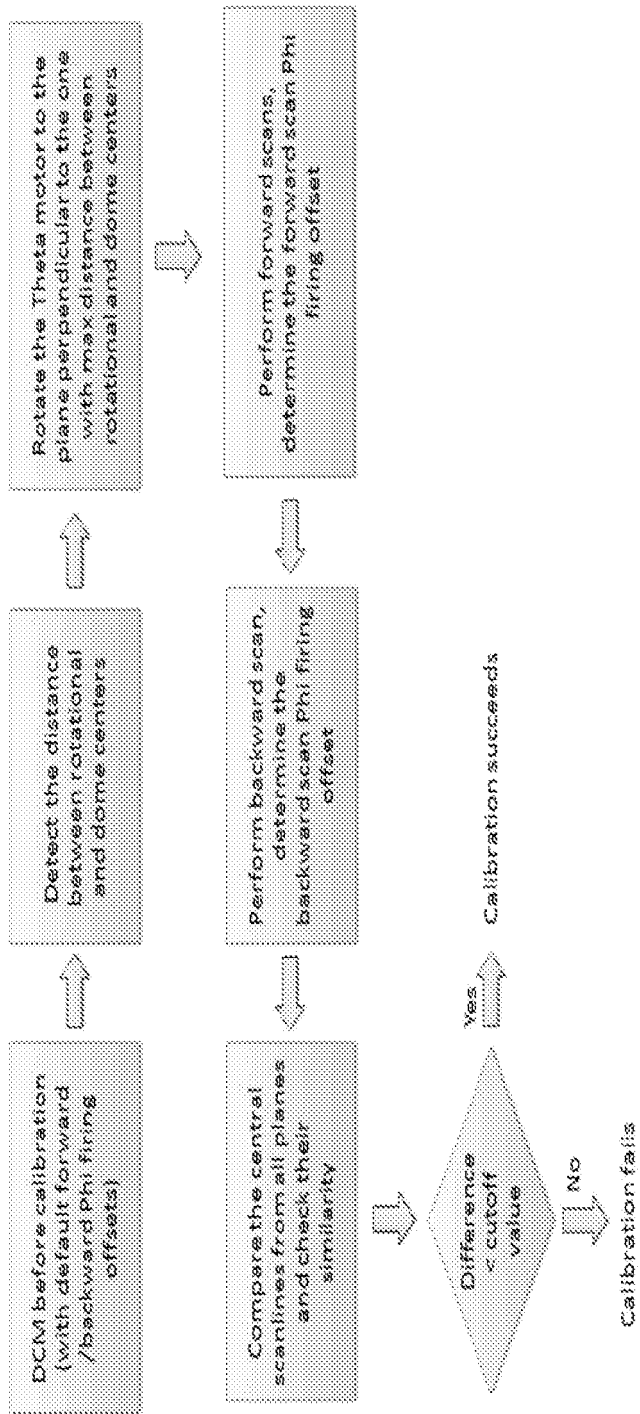 DCM before calibration
(with default forward
/backward Phi firing
offsets)
Detect the distance
between rotational
and dome centers
Rotate the Theta motor to the
plane perpendicular to the one
with max distance between
rotational and dome centers
Perform forward scans,
determine the forward scan Phi
firing offset
Perform backward scan,
determine the
backward scan Phi firing
offset
Compare the central
scanlines from all planes
and check their
similarity
Difference
< cutoff
value
Yes
Calibration succeeds
No
Calibration fails